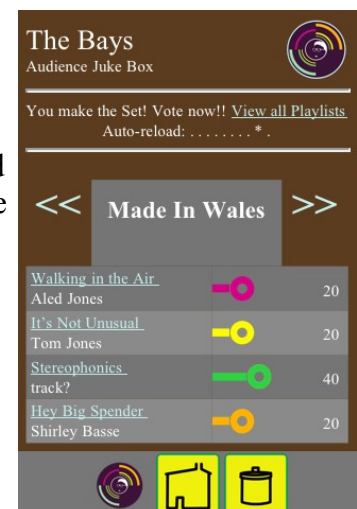 The Bays
Audience Juke Box
You make the Set! Vote now!! View all Playlists
Auto-reload: . . . . . . . . * .
<< Made In Wales >>
Walking in the Air
Aled Jones
20
It's Not Unusual
Tom Jones
20
Stereophonics
track?
40
Hey Big Spender
Shirley Basse
20